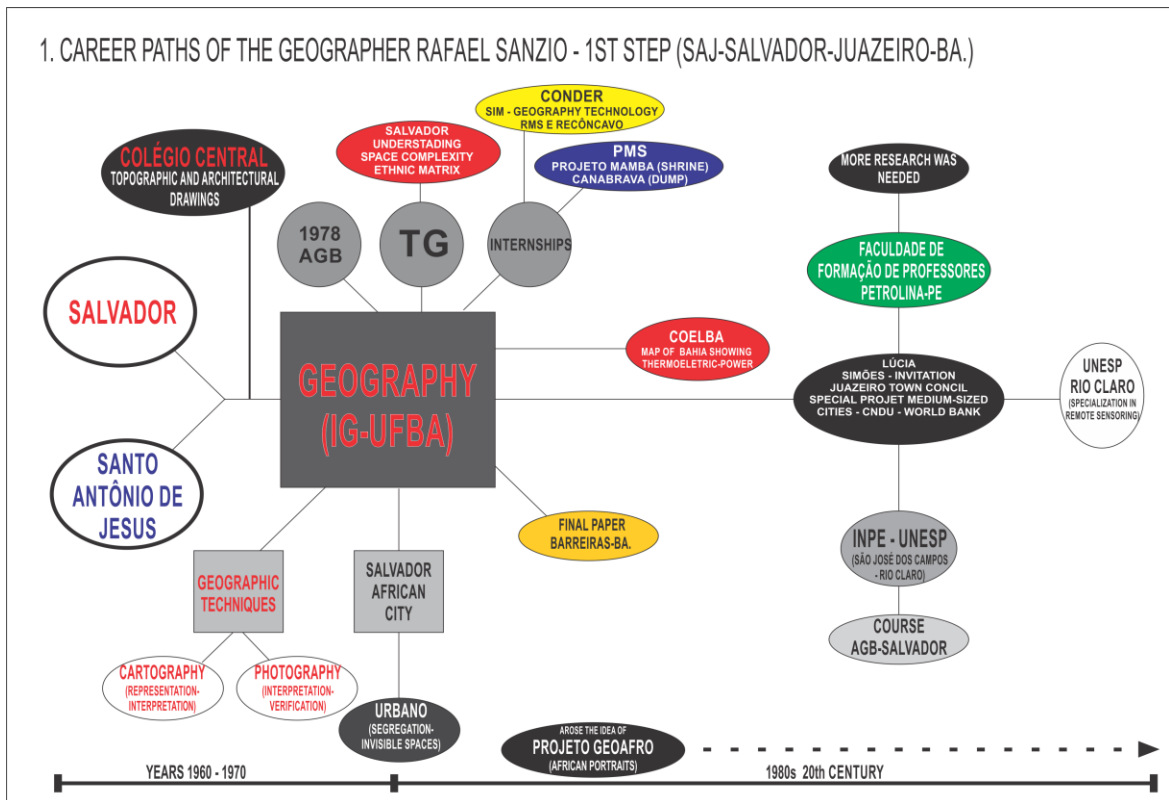 1. CAREER PATHS OF THE GEOGRAPHER RAFAEL SANZIO - 1ST STEP (SAJ-SALVADOR-JUAZEIRO-BA.)
COLÉGIO CENTRAL
TOPOGRAPHIC AND ARCHITECTURAL
DRAWINGS
SALVADOR
UNDERSTADING
SPACE COMPLEXITY
ETHNIC MATRIX
CONDER
SIM - GEOGRAPHY TECHNOLOGY
RMS E RECÔNCAVO
PMS
PROJETO MAMBA (SHRINE)
CANABRAVA (DUMP)
MORE RESEARCH WAS
NEEDED
1978
AGB
TG
INTERNSHIPS
FACULDADE DE
FORMAÇÃO DE PROFESSORES
PETROLINA-PE
SALVADOR
GEOGRAPHY
(IG-UFBA)
COELBA
MAP OF BAHIA SHOWING
THERMOELETRIC-POWER
LÚCIA
SIMÕES - INVITATION
JUAZEIRO TOWN CONCIL
SPECIAL PROJET MEDIUM-SIZED
CITIES - CNDU - WORLD BANK
UNESP
RIO CLARO
(SPECIALIZATION IN
REMOTE SENSORING)
SANTO
ANTÔNIO DE
JESUS
FINAL PAPER
BARREIRAS-BA.
INPE - UNESP
(SÃO JOSÉ DOS CAMPOS
- RIO CLARO)
GEOGRAPHIC
TECHNIQUES
SALVADOR
AFRICAN
CITY
COURSE
AGB-SALVADOR
CARTOGRAPHY
(REPRESENTATION-
INTERPRETATION)
PHOTOGRAPHY
(INTERPRETATION-
VERIFICATION)
URBANO
(SEGREGATION-
INVISIBLE SPACES)
AROSE THE IDEA OF
PROJETO GEOAFRO
(AFRICAN PORTRAITS)
YEARS 1960 - 1970
1980s 20th CENTURY